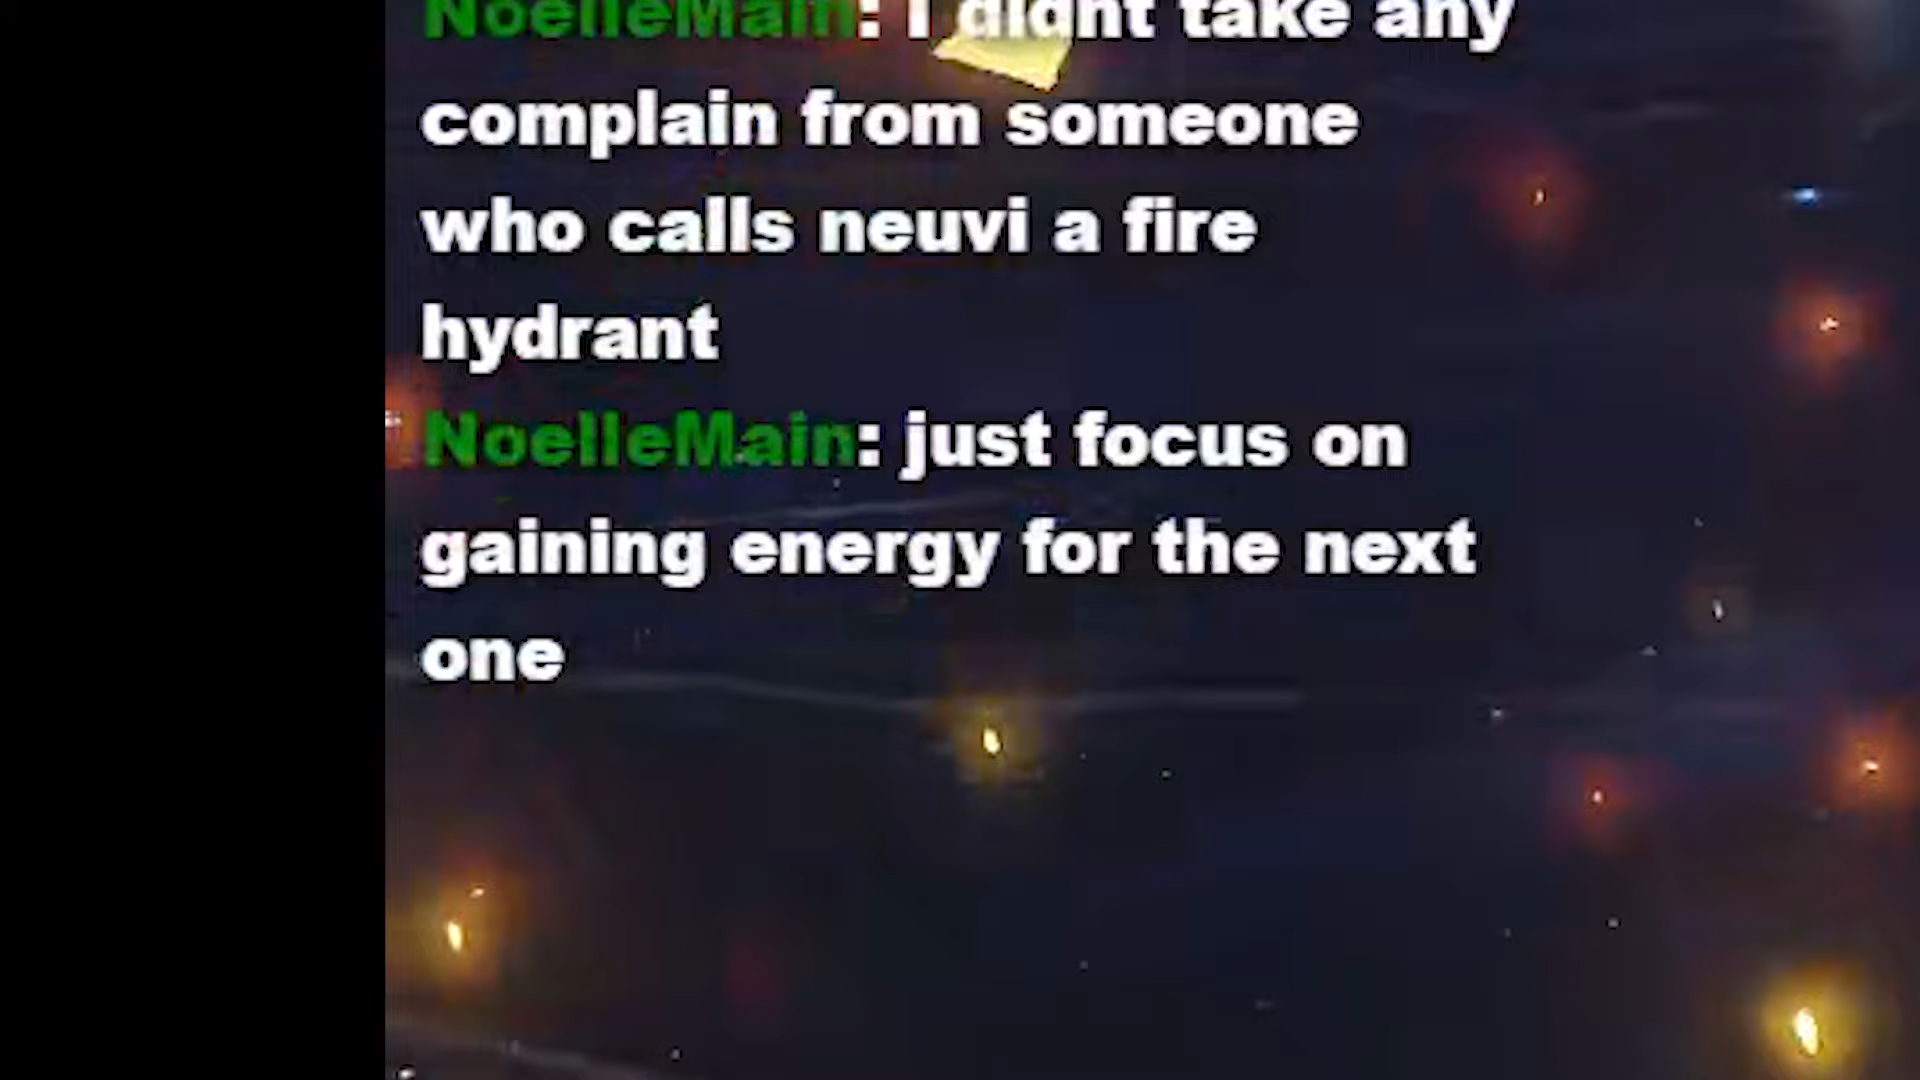 NoelleMain: I didnt take any
complain from someone
who calls neuvi a fire
hydrant
NoelleMain: just focus on
gaining energy for the next
one